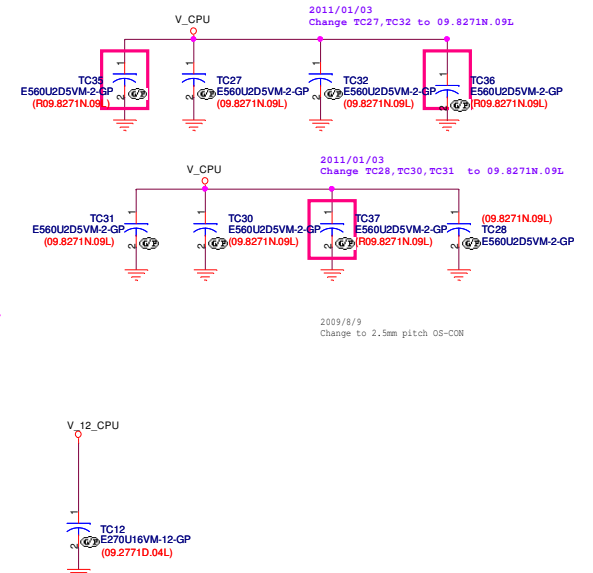 2011/01/03
Change TC27,TC32 to 09.8271N.09L
V_CPU
1
2
TC35
E560U2D5VM-2-GP
(R09.8271N.09L)
G/P
1
2
TC27
E560U2D5VM-2-GP
(09.8271N.09L)
G/P
1
2
TC32
E560U2D5VM-2-GP
(09.8271N.09L)
G/P
1
2
TC36
E560U2D5VM-2-GP
(R09.8271N.09L)
G/P
2011/01/03
Change TC28,TC30,TC31 to 09.8271N.09L
V_CPU
1
2
TC31
E560U2D5VM-2-GP
(09.8271N.09L)
G/P
1
2
TC30
E560U2D5VM-2-GP
(09.8271N.09L)
G/P
1
2
TC37
E560U2D5VM-2-GP
(R09.8271N.09L)
G/P
1
2
(09.8271N.09L)
TC28
E560U2D5VM-2-GP
G/P
2009/8/9
Change to 2.5mm pitch OS-CON
V_12_CPU
1
2
TC12
E270U16VM-12-GP
(09.2771D.04L)
G/P